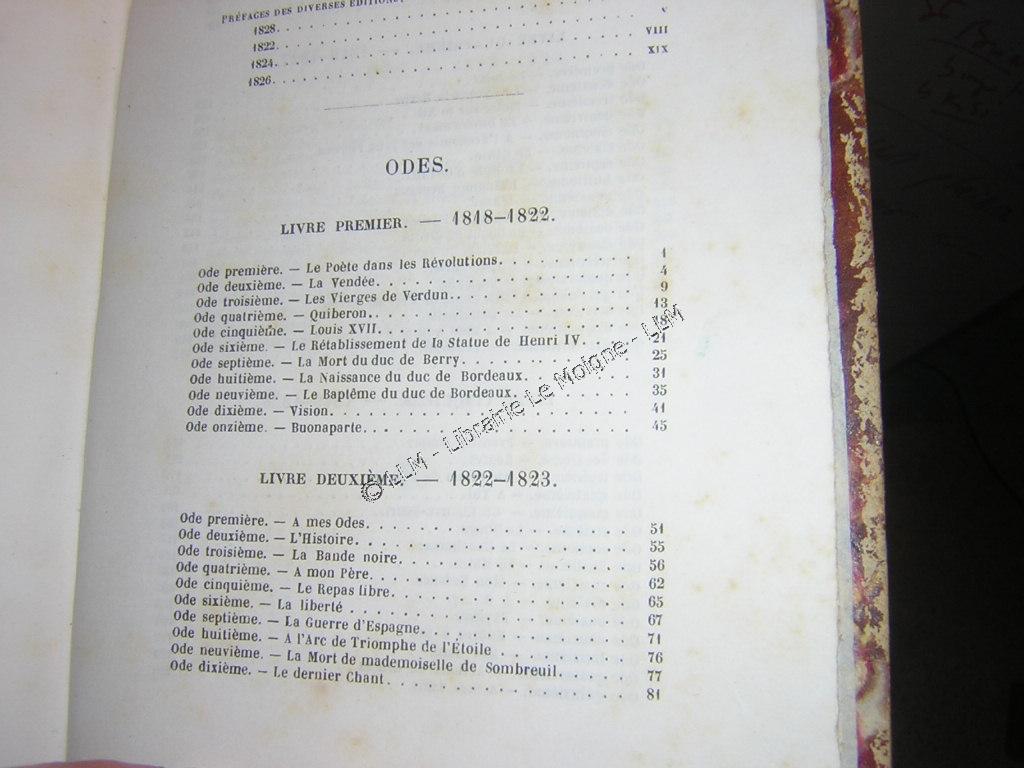 PRÉFACES DES DIVERSES ÉDITIONS.
1828. . . . . . . . . . . . . . . . . . . . v
1822. . . . . . . . . . . . . . . . . . . . VIII
1824. . . . . . . . . . . . . . . . . . . . XIX
1826. . . . . . . . . . . . . . . . . . . .
ODES.
LIVRE PREMIER. — 1818–1822.
Ode première. — Le Poète dans les Révolutions. . . . . . . . . . 1
Ode deuxième. — La Vendée. . . . . . . . . . . . . . . . . . 4
Ode troisième. — Les Vierges de Verdun. . . . . . . . . . . . . 9
Ode quatrième. — Quiberon. . . . . . . . . . . . . . . . . . 13
Ode cinquième. — Louis XVII. . . . . . . . . . . . . . . . . 18
Ode sixième. — Le Rétablissement de la Statue de Henri IV. . . . 21
Ode septième. — La Mort du duc de Berry. . . . . . . . . . . . 25
Ode huitième. — La Naissance du duc de Bordeaux. . . . . . . . 31
Ode neuvième. — Le Baptême du duc de Bordeaux. . . . . . . . . 35
Ode dixième. — Vision. . . . . . . . . . . . . . . . . . . . 41
Ode onzième. — Buonaparte. . . . . . . . . . . . . . . . . . 45
© LLM - Librairie Le Moigne - LLM
LIVRE DEUXIÈME. — 1822–1823.
Ode première. — A mes Odes. . . . . . . . . . . . . . . . . . 51
Ode deuxième. — L'Histoire. . . . . . . . . . . . . . . . . . 55
Ode troisième. — La Bande noire. . . . . . . . . . . . . . . . 56
Ode quatrième. — A mon Père. . . . . . . . . . . . . . . . . 62
Ode cinquième. — Le Repas libre. . . . . . . . . . . . . . . . 65
Ode sixième. — La liberté . . . . . . . . . . . . . . . . . . 67
Ode septième. — La Guerre d'Espagne. . . . . . . . . . . . . . 71
Ode huitième. — A l'Arc de Triomphe de l'Étoile . . . . . . . . 76
Ode neuvième. — La Mort de mademoiselle de Sombreuil. . . . . . 77
Ode dixième. — Le dernier Chant. . . . . . . . . . . . . . . . 81